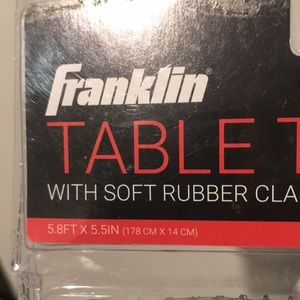 Franklin®
TABLE T
WITH SOFT RUBBER CLA
5.8FT X 5.5IN (178 CM X 14 CM)